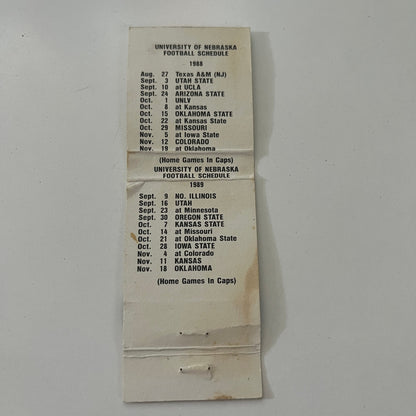 UNIVERSITY OF NEBRASKA
FOOTBALL SCHEDULE
1988
Aug. 27 Texas A&M (NJ)
Sept. 3 UTAH STATE
Sept. 10 at UCLA
Sept. 24 ARIZONA STATE
Oct. 1 UNLV
Oct. 8 at Kansas
Oct. 15 OKLAHOMA STATE
Oct. 22 at Kansas State
Oct. 29 MISSOURI
Nov. 5 at Iowa State
Nov. 12 COLORADO
Nov. 19 at Oklahoma
(Home Games In Caps)
UNIVERSITY OF NEBRASKA
FOOTBALL SCHEDULE
1989
Sept. 9 NO. ILLINOIS
Sept. 16 UTAH
Sept. 23 at Minnesota
Sept. 30 OREGON STATE
Oct. 7 KANSAS STATE
Oct. 14 at Missouri
Oct. 21 at Oklahoma State
Oct. 28 IOWA STATE
Nov. 4 at Colorado
Nov. 11 KANSAS
Nov. 18 OKLAHOMA
(Home Games In Caps)